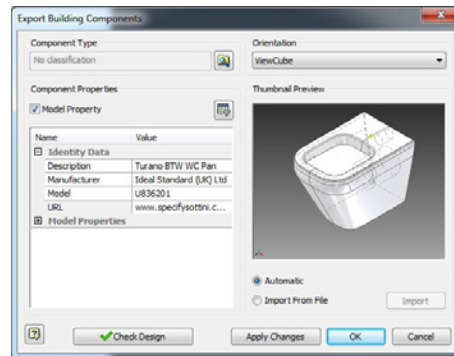 Export Building Components
Component Type
No classification
Orientation
ViewCube
Component Properties
Model Property
Name Value
Identity Data
Description Turano BTW WC Pan
Manufacturer Ideal Standard (UK) Ltd
Model U836201
URL www.specifysottini.c...
Model Properties
Thumbnail Preview
Automatic
Import From File Import
Check Design Apply Changes OK Cancel